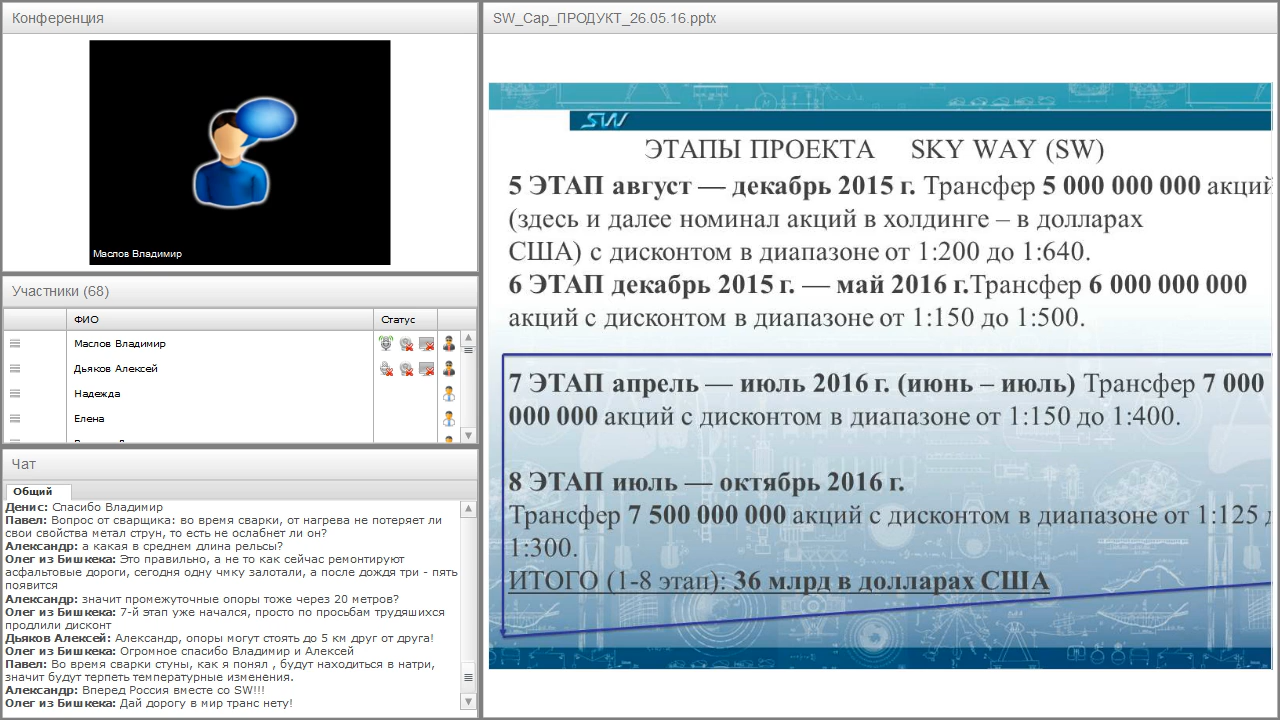 Конференция
Маслов Владимир
Участники (68)
ФИО
Статус
Маслов Владимир
Дьяков Алексей
Надежда
Елена
Чат
Общий
Денис: Спасибо Владимир
Павел: Вопрос от сварщика: во время сварки, от нагрева не потеряет ли
свои свойства метал струн, то есть не ослабнет ли он?
Александр: а какая в среднем длина рельсы?
Олег из Бишкека: Это правильно, а не то как сейчас ремонтируют
асфальтовые дороги, сегодня одну чмку залотали, а после дождя три - пять
появится
Александр: значит промежуточные опоры тоже через 20 метров?
Олег из Бишкека: 7-й этап уже начался, просто по просьбам трудяшихся
продлили дисконт
Дьяков Алексей: Александр, опоры могут стоять до 5 км друг от друга!
Олег из Бишкека: Огромное спасибо Владимир и Алексей
Павел: Во время сварки стуны, как я понял , будут находиться в натри,
значит будут терпеть температурные изменения.
Александр: Вперед Россия вместе со SW!!!
Олег из Бишкека: Дай дорогу в мир транс нету!
SW_Cap_ПРОДУКТ_26.05.16.pptx
SW
ЭТАПЫ ПРОЕКТА SKY WAY (SW)
5 ЭТАП август — декабрь 2015 г. Трансфер 5 000 000 000 акций
(здесь и далее номинал акций в холдинге – в долларах
США) с дисконтом в диапазоне от 1:200 до 1:640.
6 ЭТАП декабрь 2015 г. — май 2016 г.Трансфер 6 000 000 000
акций с дисконтом в диапазоне от 1:150 до 1:500.
7 ЭТАП апрель — июль 2016 г. (июнь – июль) Трансфер 7 000
000 000 акций с дисконтом в диапазоне от 1:150 до 1:400.
8 ЭТАП июль — октябрь 2016 г.
Трансфер 7 500 000 000 акций с дисконтом в диапазоне от 1:125
1:300.
ИТОГО (1-8 этап): 36 млрд в долларах США